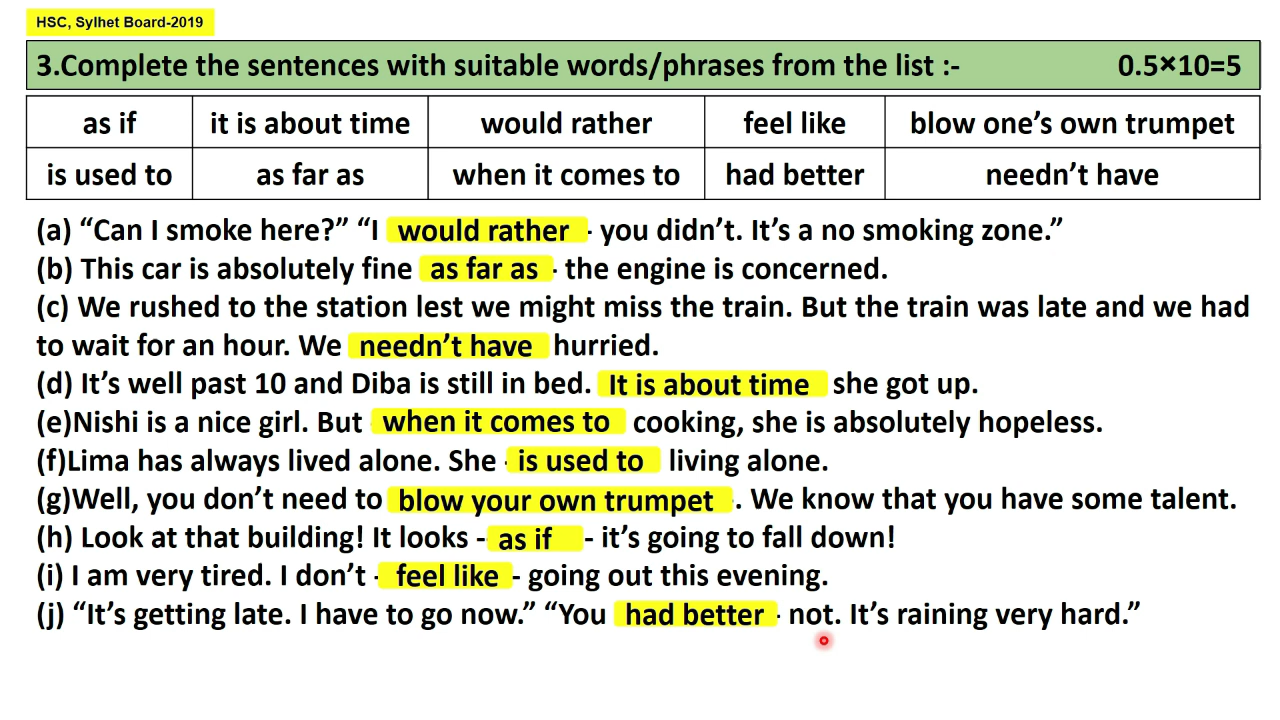 HSC, Sylhet Board-2019
3.Complete the sentences with suitable words/phrases from the list :- 0.5×10=5
as if it is about time would rather feel like blow one’s own trumpet
is used to as far as when it comes to had better needn’t have
(a) “Can I smoke here?” “I would rather - you didn’t. It’s a no smoking zone.”
(b) This car is absolutely fine as far as - the engine is concerned.
(c) We rushed to the station lest we might miss the train. But the train was late and we had
to wait for an hour. We needn’t have hurried.
(d) It’s well past 10 and Diba is still in bed. It is about time she got up.
(e)Nishi is a nice girl. But when it comes to cooking, she is absolutely hopeless.
(f)Lima has always lived alone. She - is used to living alone.
(g)Well, you don’t need to blow your own trumpet . We know that you have some talent.
(h) Look at that building! It looks - as if - it’s going to fall down!
(i) I am very tired. I don’t - feel like - going out this evening.
(j) “It’s getting late. I have to go now.” “You had better - not. It’s raining very hard.”